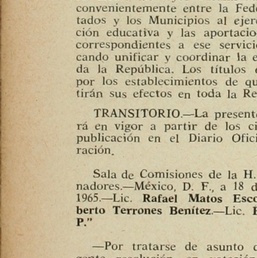 convenientemente entre la Fede
tados y los Municipios al ejerc
ción educativa y las aportacio
correspondientes a ese servici
cando unificar y coordinar la e
da la República. Los títulos e
por los establecimientos de qu
tirán sus efectos en toda la Re
TRANSITORIO.—La presente
rá en vigor a partir de los ci
publicación en el Diario Ofici
ración.
Sala de Comisiones de la H.
nadores.—México, D. F., a 18 d
1965.—Lic. Rafael Matos Esco
berto Terrones Benítez.—Lic. E
P."
—Por tratarse de asunto d